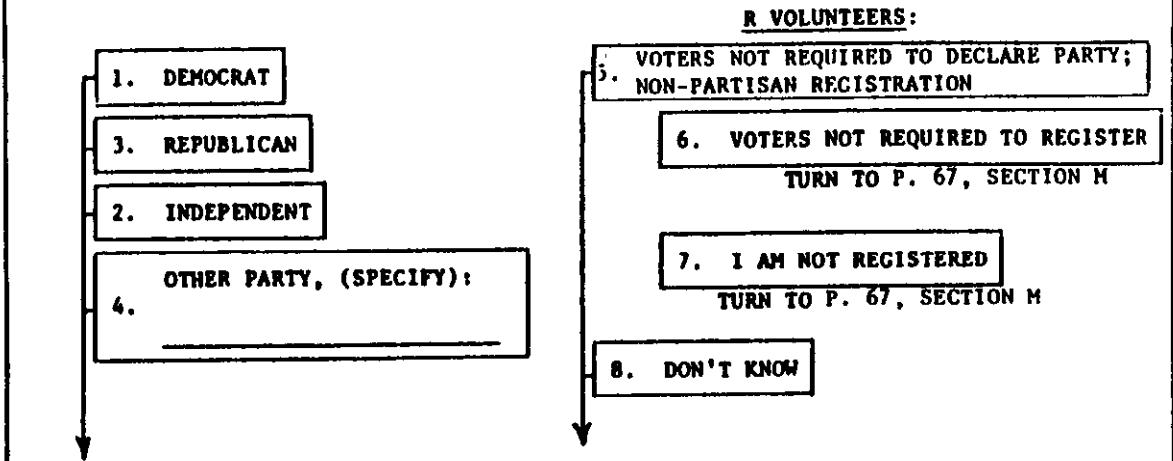 1. DEMOCRAT
3. REPUBLICAN
2. INDEPENDENT
OTHER PARTY, (SPECIFY):
4.
R VOLUNTEERS:
VOTERS NOT REQUIRED TO DECLARE PARTY;
5.
NON-PARTISAN REGISTRATION
6. VOTERS NOT REQUIRED TO REGISTER
TURN TO P. 67, SECTION M
7. I AM NOT REGISTERED
TURN TO P. 67, SECTION M
8. DON'T KNOW